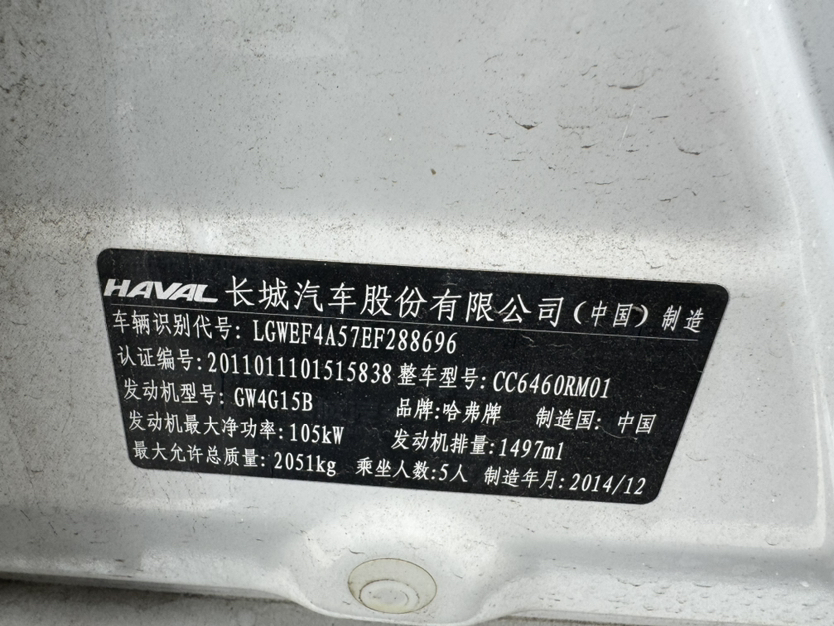 HAVAL 长城汽车股份有限公司(中国)制造
车辆识别代号: LGWEF4A57EF288696
认证编号:2011011101515838 整车型号:CC6460RM01
发动机型号: GW4G15B 品牌:哈弗牌 制造国: 中国
发动机最大净功率:105kW 发动机排量:1497ml
最大允许总质量: 2051kg 乘坐人数:5人 制造年月:2014/12